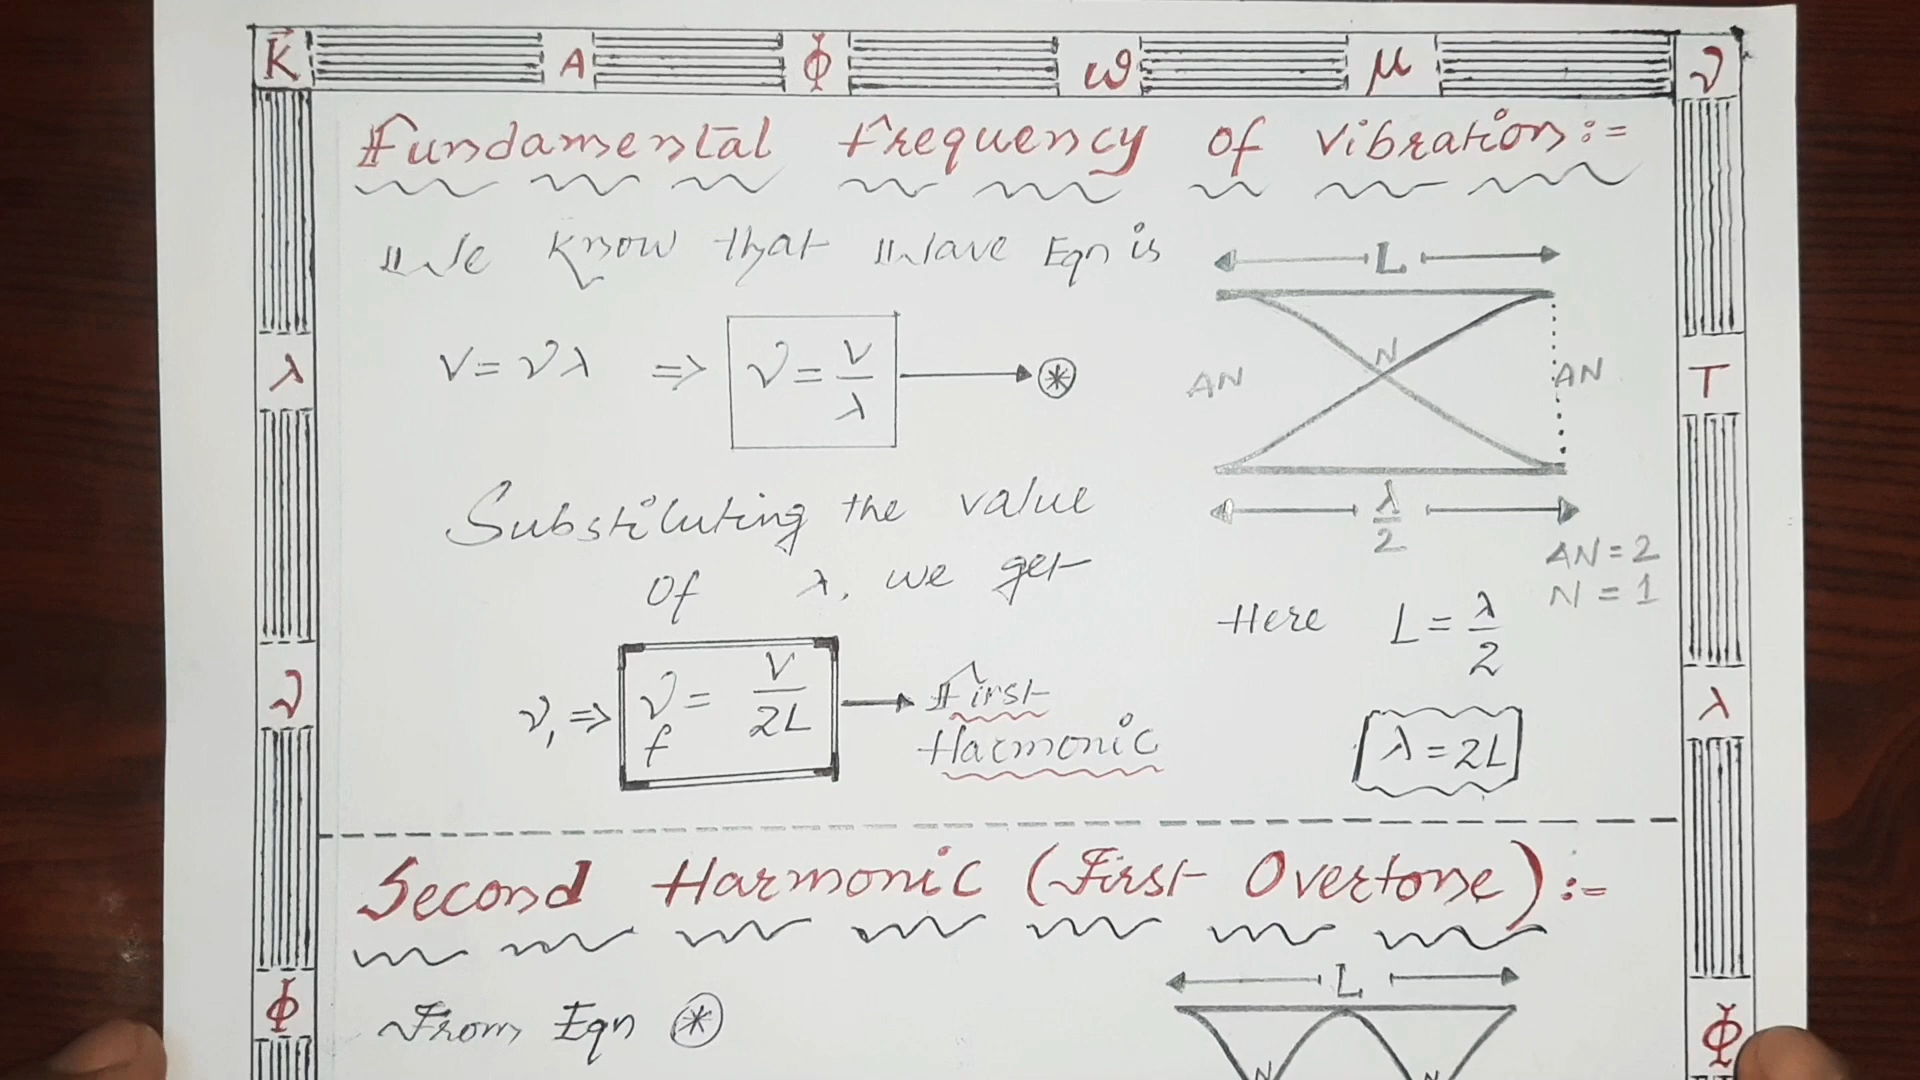 K A Φ ω μ ν
Fundamental Frequency of Vibration:=
We Know that Wave Eqn is
L
V = νλ ⇒ ν = V/λ → ⊛
N
AN AN
λ
Substituting the value
λ/2
T
of λ, we get
AN = 2
N = 1
Here L = λ/2
ν₁ ⇒ νf = V/2L → First
Harmonic
λ = 2L
ν λ
Second Harmonic (First Overtone):=
L
From Eqn ⊛
N N
Φ Φ